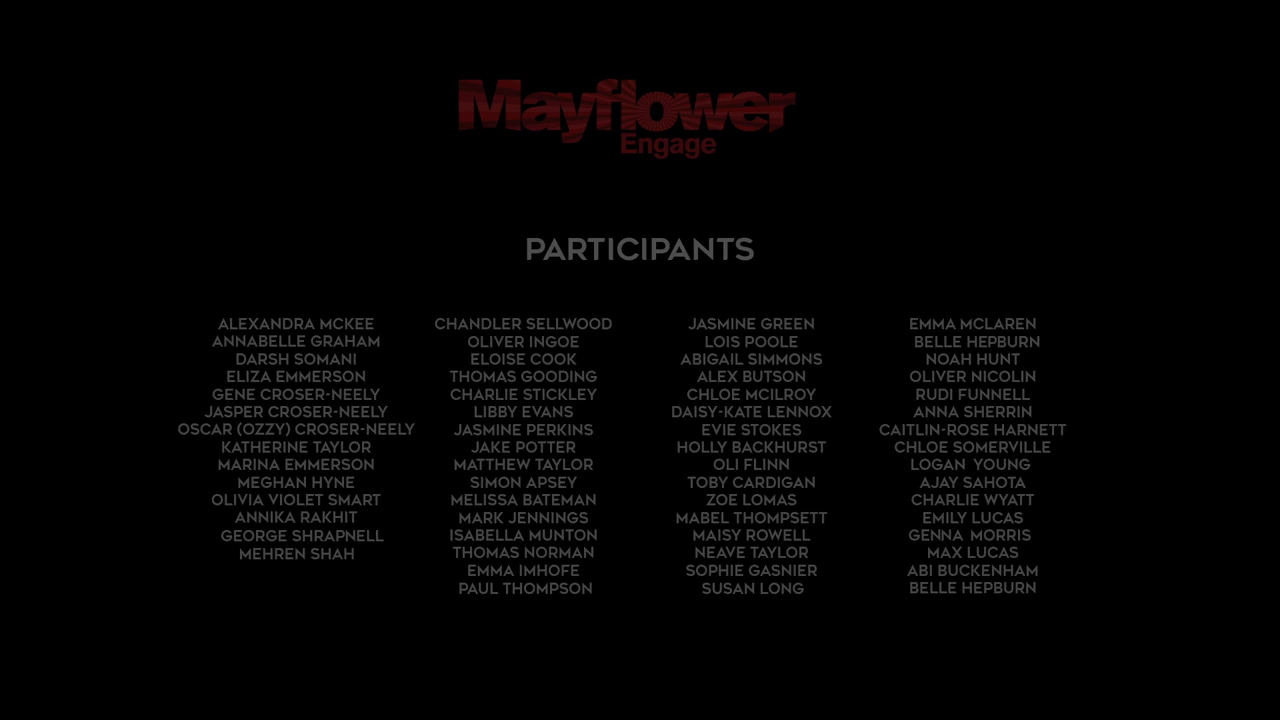 Mayflower
Engage
PARTICIPANTS
ALEXANDRA MCKEE
ANNABELLE GRAHAM
DARSH SOMANI
ELIZA EMMERSON
GENE CROSER-NEELY
JASPER CROSER-NEELY
OSCAR (OZZY) CROSER-NEELY
KATHERINE TAYLOR
MARINA EMMERSON
MEGHAN HYNE
OLIVIA VIOLET SMART
ANNIKA RAKHIT
GEORGE SHRAPNELL
MEHREN SHAH
CHANDLER SELLWOOD
OLIVER INGOE
ELOISE COOK
THOMAS GOODING
CHARLIE STICKLEY
LIBBY EVANS
JASMINE PERKINS
JAKE POTTER
MATTHEW TAYLOR
SIMON APSEY
MELISSA BATEMAN
MARK JENNINGS
ISABELLA MUNTON
THOMAS NORMAN
EMMA IMHOFE
PAUL THOMPSON
JASMINE GREEN
LOIS POOLE
ABIGAIL SIMMONS
ALEX BUTSON
CHLOE MCILROY
DAISY-KATE LENNOX
EVIE STOKES
HOLLY BACKHURST
OLI FLINN
TOBY CARDIGAN
ZOE LOMAS
MABEL THOMPSETT
MAISY ROWELL
NEAVE TAYLOR
SOPHIE GASNIER
SUSAN LONG
EMMA MCLAREN
BELLE HEPBURN
NOAH HUNT
OLIVER NICOLIN
RUDI FUNNELL
ANNA SHERRIN
CAITLIN-ROSE HARNETT
CHLOE SOMERVILLE
LOGAN YOUNG
AJAY SAHOTA
CHARLIE WYATT
EMILY LUCAS
GENNA MORRIS
MAX LUCAS
ABI BUCKENHAM
BELLE HEPBURN